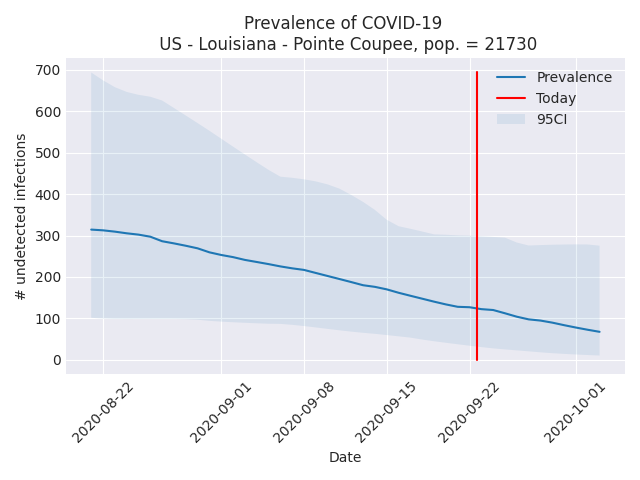 Prevalence of COVID-19
US - Louisiana - Pointe Coupee, pop. = 21730
700
600
500
400
300
200
100
0
# undetected infections
Prevalence
Today
95CI
2020-08-22
2020-09-01
2020-09-08
2020-09-15
2020-09-22
2020-10-01
Date